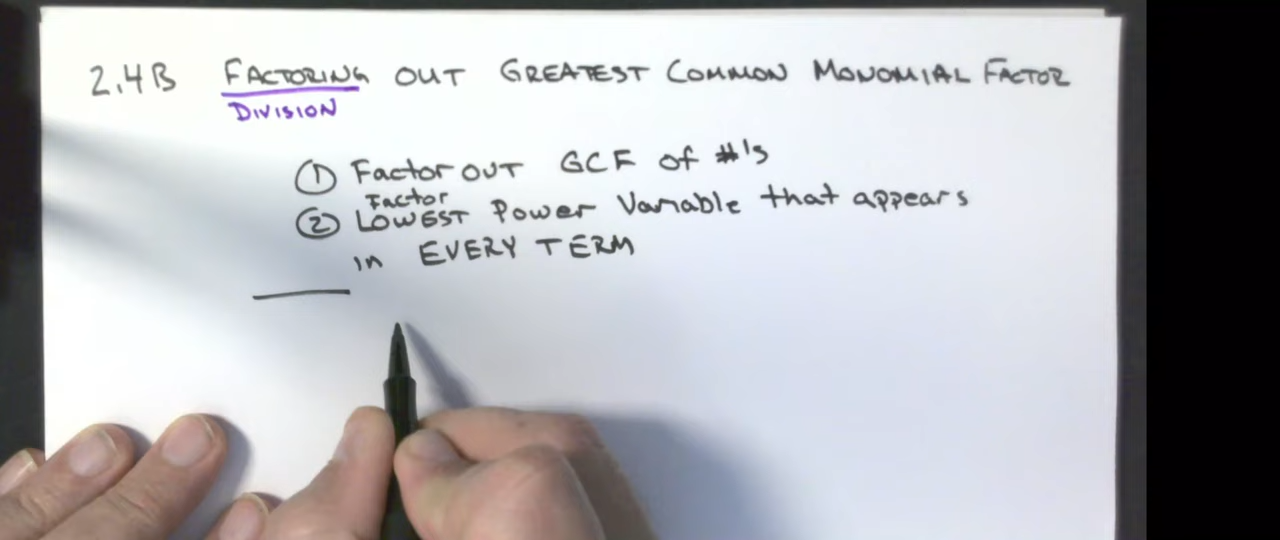 2.4B FACTORING OUT GREATEST COMMON MONOMIAL FACTOR
DIVISION
① Factor OUT GCF of #'s
Factor
② LOWEST Power Variable that appears
in EVERY TERM